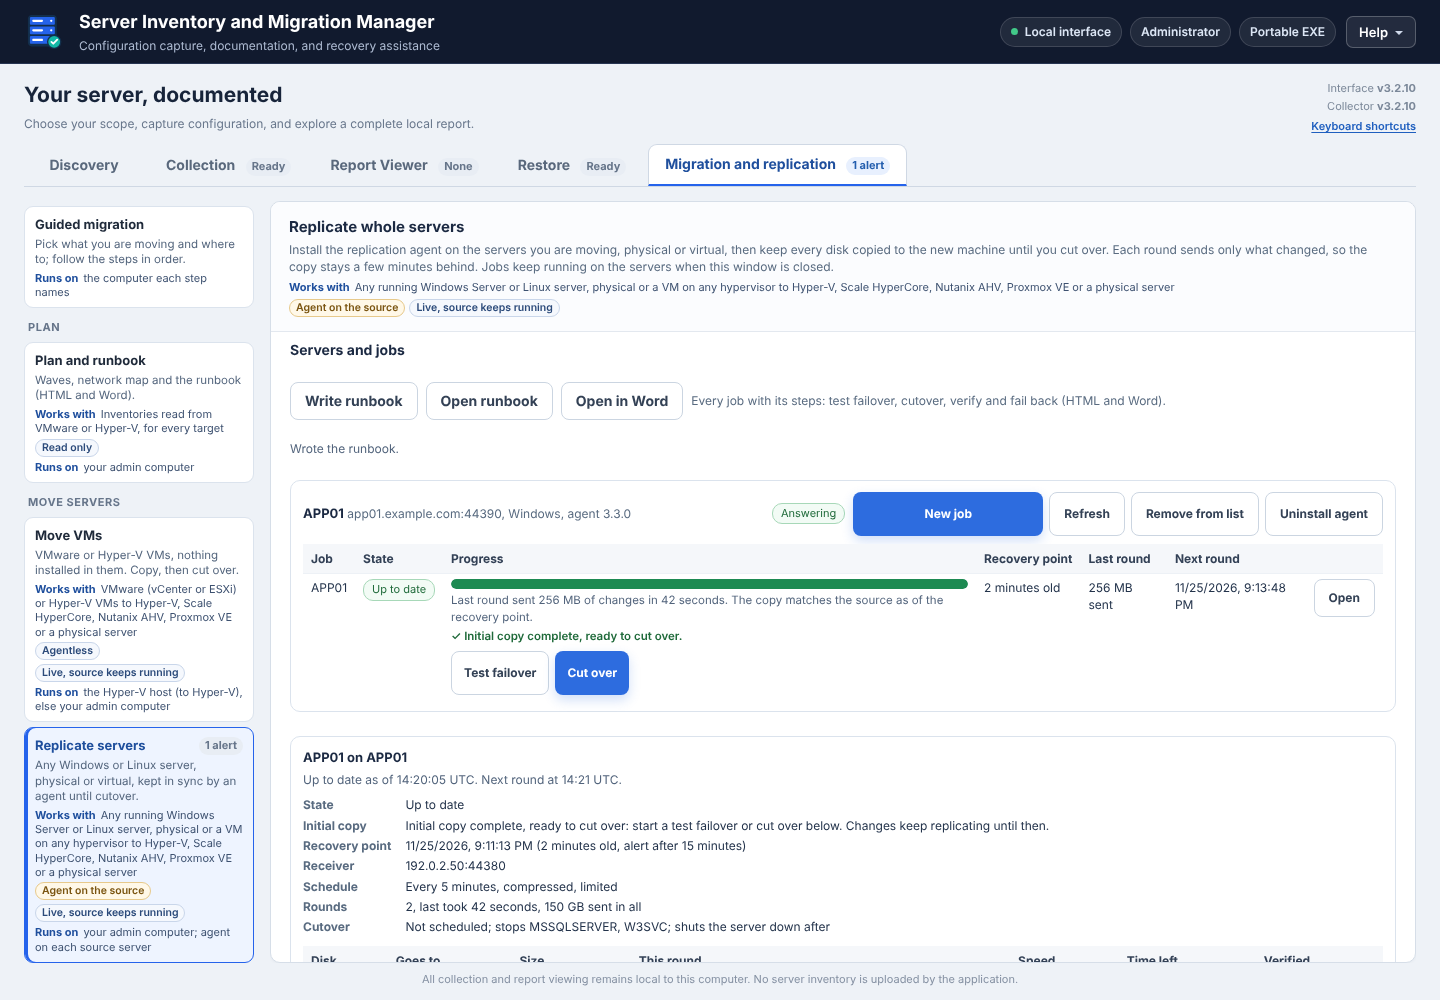 Server Inventory and Migration Manager
Configuration capture, documentation, and recovery assistance
Local interface
Administrator
Portable EXE
Help
Your server, documented
Choose your scope, capture configuration, and explore a complete local report.
Interface v3.2.10
Collector v3.2.10
Keyboard shortcuts
Discovery
Collection Ready
Report Viewer None
Restore Ready
Migration and replication 1 alert
Guided migration
Pick what you are moving and where
to; follow the steps in order.
Runs on the computer each step
names
PLAN
Plan and runbook
Waves, network map and the runbook
(HTML and Word).
Works with Inventories read from
VMware or Hyper-V, for every target
Read only
Runs on your admin computer
MOVE SERVERS
Move VMs
VMware or Hyper-V VMs, nothing
installed in them. Copy, then cut over.
Works with VMware (vCenter or ESXi)
or Hyper-V VMs to Hyper-V, Scale
HyperCore, Nutanix AHV, Proxmox VE
or a physical server
Agentless
Live, source keeps running
Runs on the Hyper-V host (to Hyper-V),
else your admin computer
Replicate servers 1 alert
Any Windows or Linux server,
physical or virtual, kept in sync by an
agent until cutover.
Works with Any running Windows
Server or Linux server, physical or a VM
on any hypervisor to Hyper-V, Scale
HyperCore, Nutanix AHV, Proxmox VE
or a physical server
Agent on the source
Live, source keeps running
Runs on your admin computer; agent
on each source server
Replicate whole servers
Install the replication agent on the servers you are moving, physical or virtual, then keep every disk copied to the new machine until you cut over. Each round sends only what changed, so the
copy stays a few minutes behind. Jobs keep running on the servers when this window is closed.
Works with Any running Windows Server or Linux server, physical or a VM on any hypervisor to Hyper-V, Scale HyperCore, Nutanix AHV, Proxmox VE or a physical server
Agent on the source Live, source keeps running
Servers and jobs
Write runbook Open runbook Open in Word Every job with its steps: test failover, cutover, verify and fail back (HTML and Word).
Wrote the runbook.
APP01 app01.example.com:44390, Windows, agent 3.3.0 Answering New job Refresh Remove from list Uninstall agent
Job State Progress Recovery point Last round Next round
APP01 Up to date 2 minutes old 256 MB 11/25/2026, 9:13:48 Open
sent PM
Last round sent 256 MB of changes in 42 seconds. The copy matches the source as of the
recovery point.
✓ Initial copy complete, ready to cut over.
Test failover Cut over
APP01 on APP01
Up to date as of 14:20:05 UTC. Next round at 14:21 UTC.
State Up to date
Initial copy Initial copy complete, ready to cut over: start a test failover or cut over below. Changes keep replicating until then.
Recovery point 11/25/2026, 9:11:13 PM (2 minutes old, alert after 15 minutes)
Receiver 192.0.2.50:44380
Schedule Every 5 minutes, compressed, limited
Rounds 2, last took 42 seconds, 150 GB sent in all
Cutover Not scheduled; stops MSSQLSERVER, W3SVC; shuts the server down after
Disk Goes to Size This round Speed Time left Verified
All collection and report viewing remains local to this computer. No server inventory is uploaded by the application.